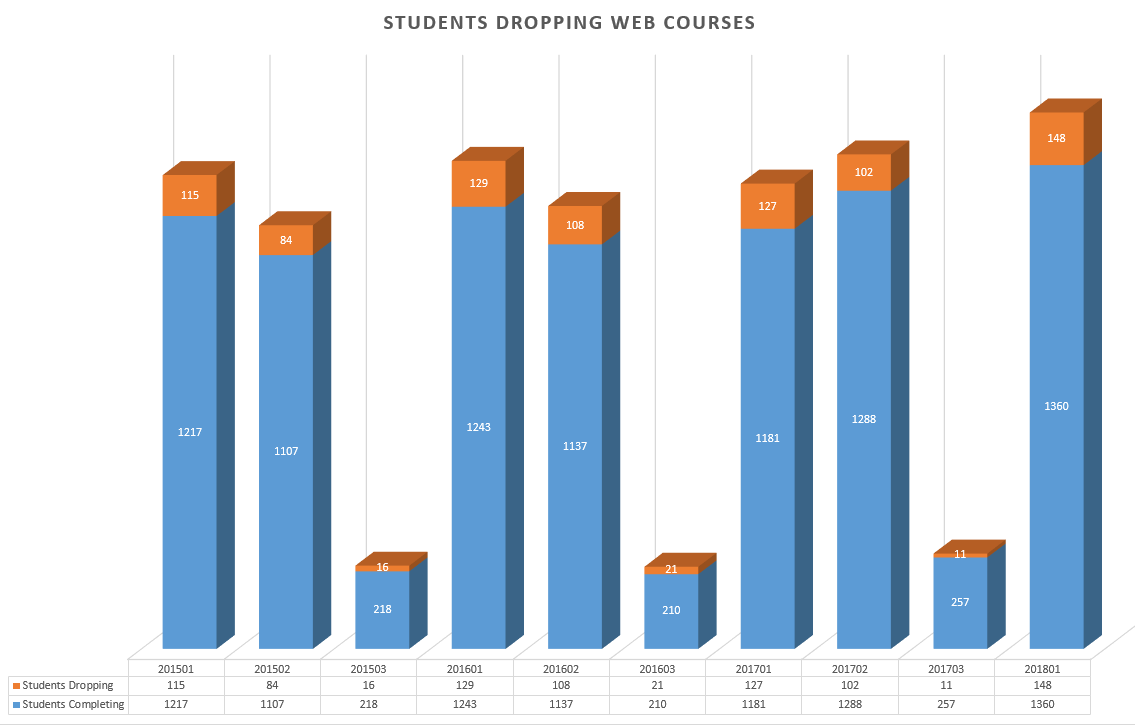 STUDENTS DROPPING WEB COURSES
115 84 16 129 108 21 127 102 11 148
1217 1107 218 1243 1137 210 1181 1288 257 1360
201501 201502 201503 201601 201602 201603 201701 201702 201703 201801
Students Dropping 115 84 16 129 108 21 127 102 11 148
Students Completing 1217 1107 218 1243 1137 210 1181 1288 257 1360